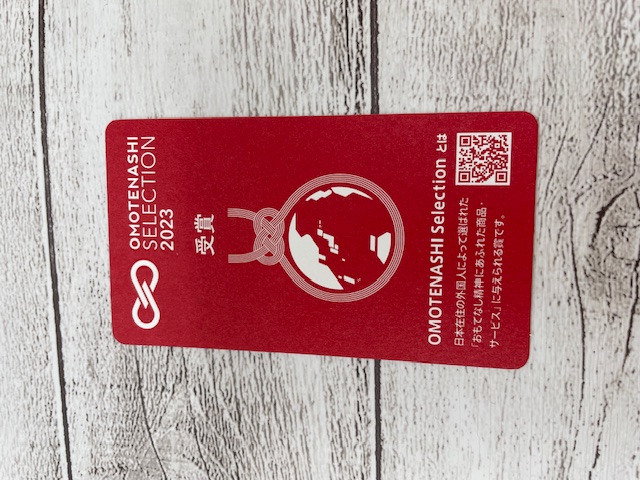 OMOTENASHI
SELECTION
2023
受賞
OMOTENASHI Selection とは
日本在住の外国人によって選ばれた
「おもてなし精神にあふれた商品・
サービス」に与えられる賞です。